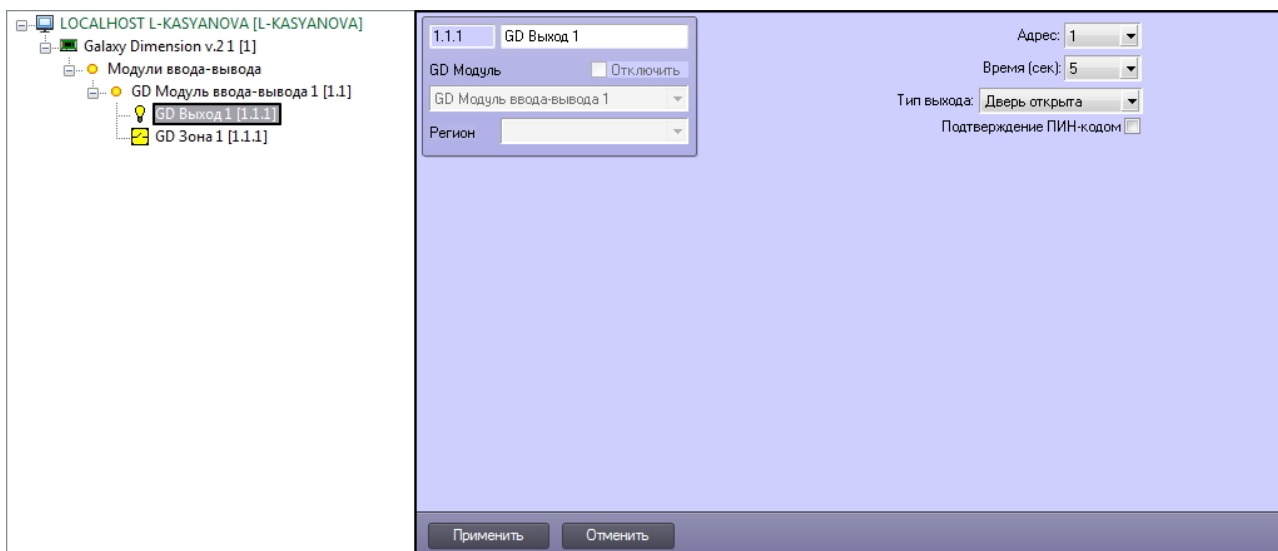 LOCALHOST L-KASYANOVA [L-KASYANOVA]
Galaxy Dimension v.2 1 [1]
Модули ввода-вывода
GD Модуль ввода-вывода 1 [1.1]
GD Выход 1 [1.1.1]
GD Зона 1 [1.1.1]
1.1.1 GD Выход 1
GD Модуль Отключить
GD Модуль ввода-вывода 1
Регион
Адрес: 1
Время (сек): 5
Тип выхода: Дверь открыта
Подтверждение ПИН-кодом
Применить Отменить